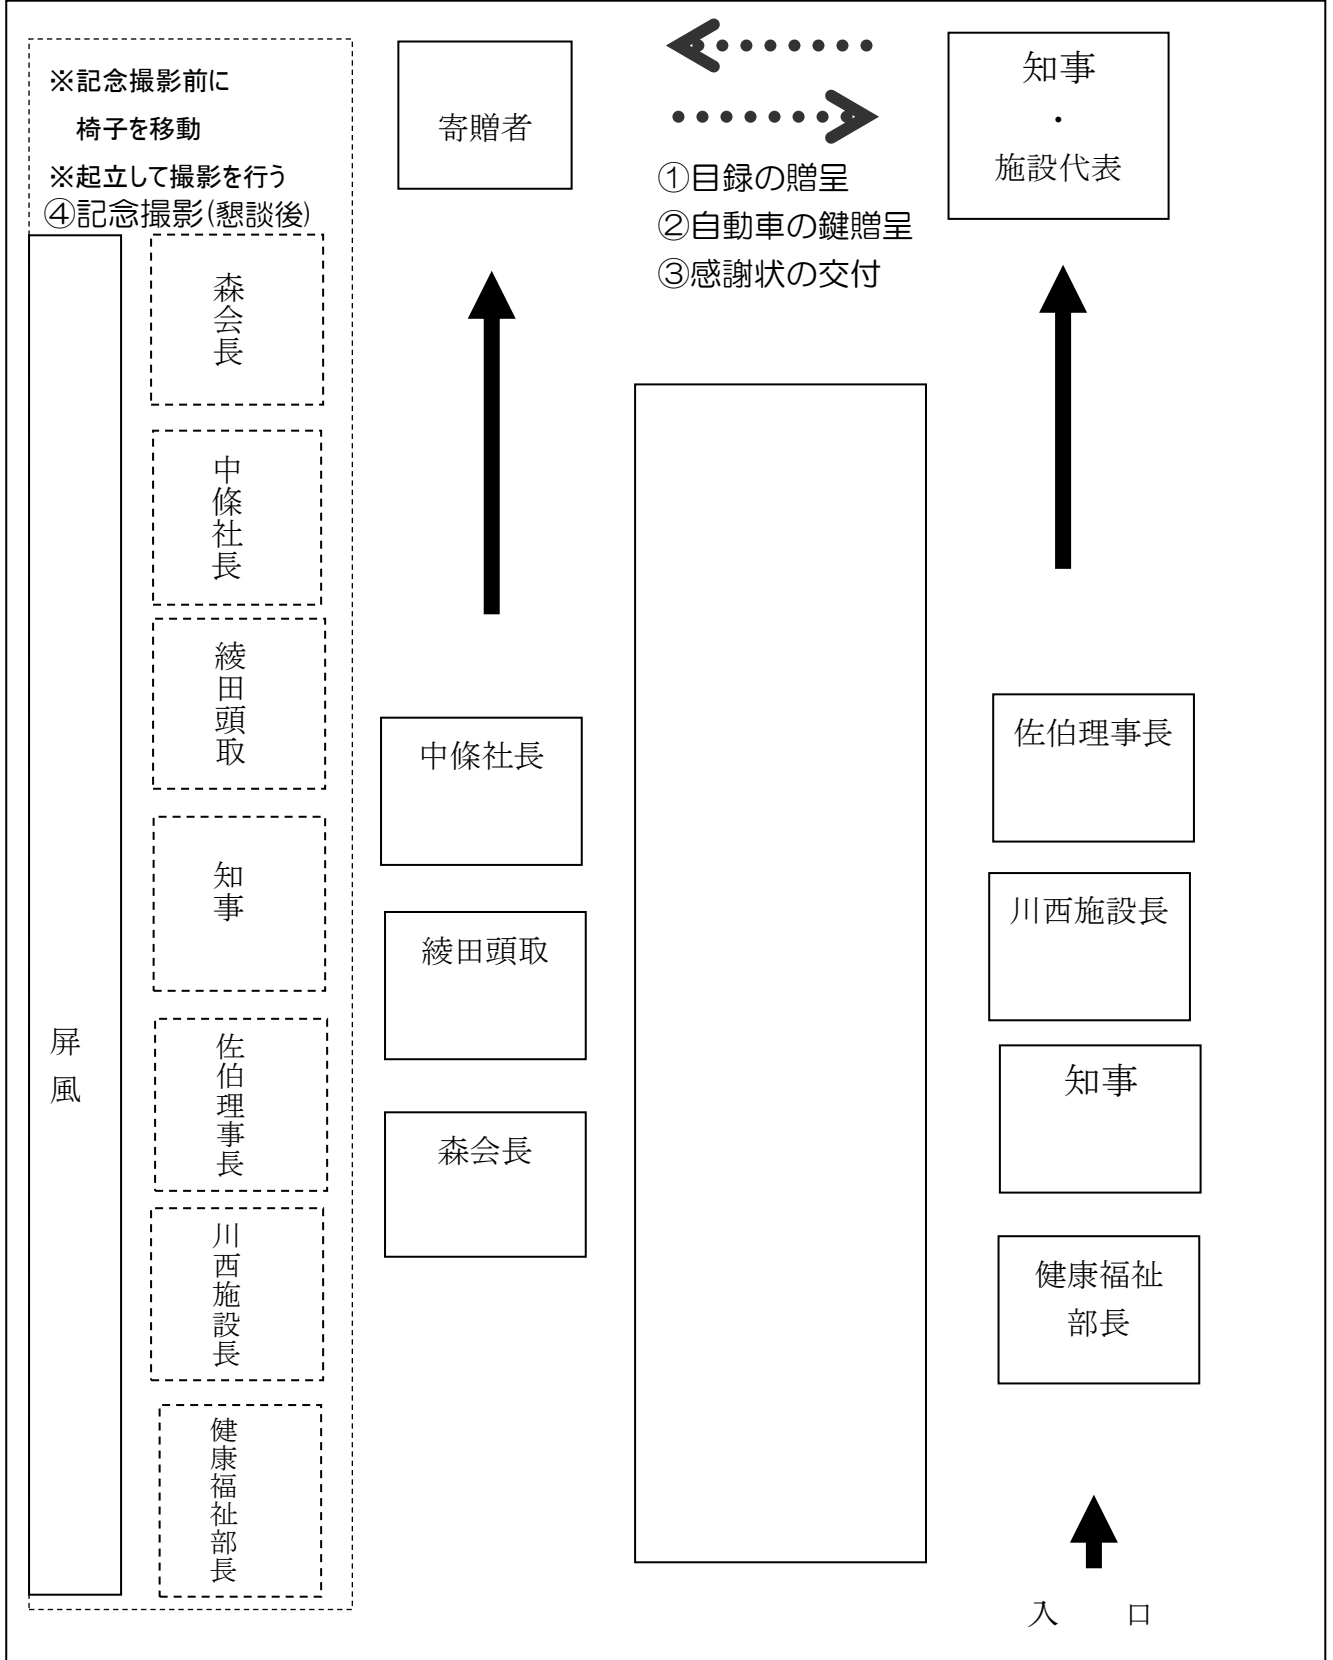 ※記念撮影前に
椅子を移動
※起立して撮影を行う
④記念撮影(懇談後)
寄贈者
①目録の贈呈
②自動車の鍵贈呈
③感謝状の交付
知事
・
施設代表
屏風
森会長
中條社長
綾田頭取
知事
佐伯理事長
川西施設長
健康福祉部長
中條社長
綾田頭取
森会長
佐伯理事長
川西施設長
知事
健康福祉
部長
入 口